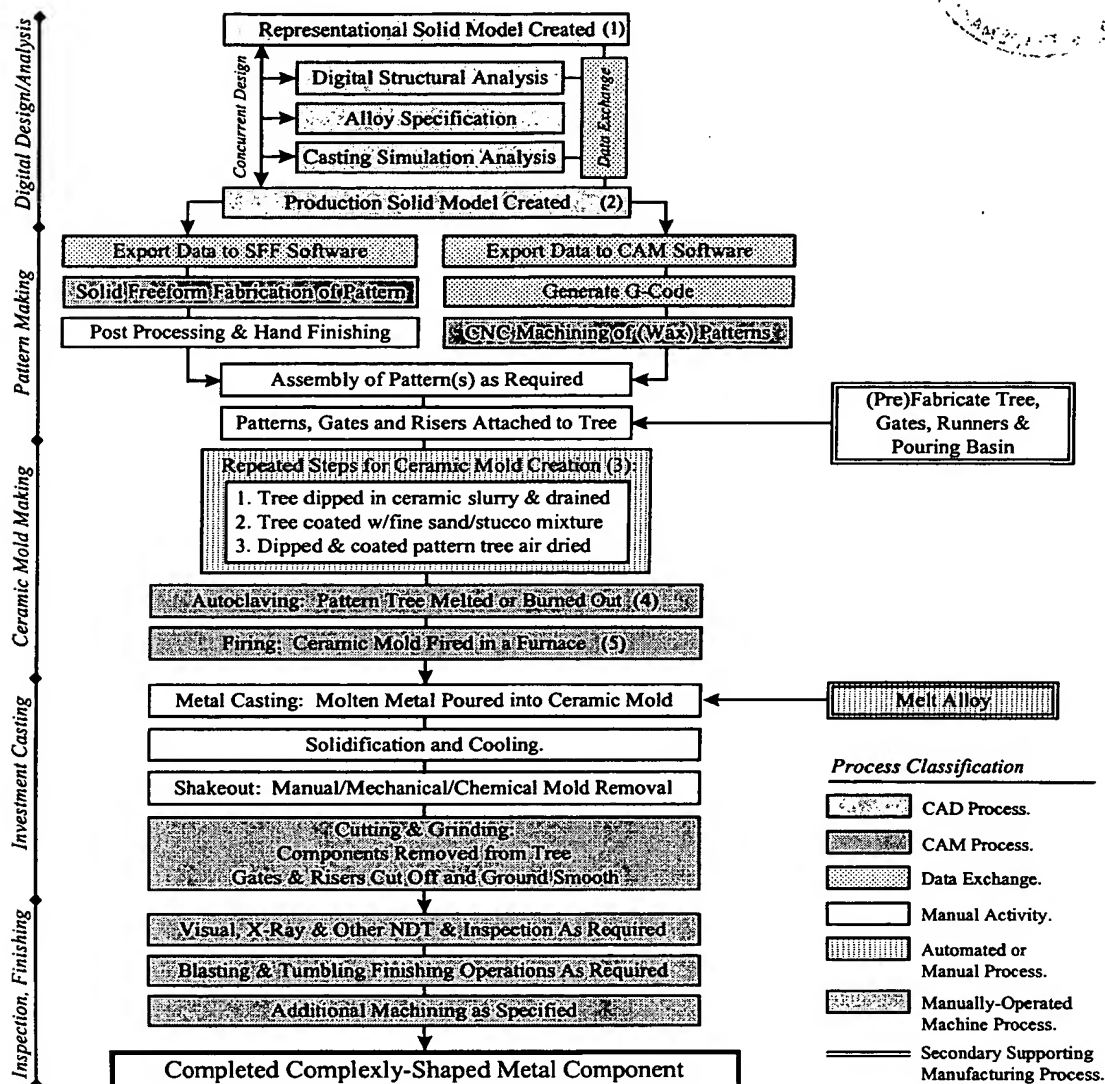 Digital Design/Analysis
Representational Solid Model Created (1)
Concurrent Design
Digital Structural Analysis
Alloy Specification
Casting Simulation Analysis
Data Exchange
Production Solid Model Created (2)
Pattern Making
Export Data to SFF Software
Solid Freeform Fabrication of Pattern
Post Processing & Hand Finishing
Export Data to CAM Software
Generate G-Code
CNC Machining of (Wax) Patterns
Assembly of Pattern(s) as Required
Patterns, Gates and Risers Attached to Tree
(Pre)Fabricate Tree,
Gates, Runners &
Pouring Basin
Ceramic Mold Making
Repeated Steps for Ceramic Mold Creation (3):
1. Tree dipped in ceramic slurry & drained
2. Tree coated w/fine sand/stucco mixture
3. Dipped & coated pattern tree air dried
Autoclaving: Pattern Tree Melted or Burned Out (4)
Firing: Ceramic Mold Fired in a Furnace (5)
Investment Casting
Metal Casting: Molten Metal Poured into Ceramic Mold
Melt Alloy
Solidification and Cooling.
Shakeout: Manual/Mechanical/Chemical Mold Removal
Cutting & Grinding:
Components Removed from Tree
Gates & Risers Cut Off and Ground Smooth
Inspection, Finishing
Visual, X-Ray & Other NDT & Inspection As Required
Blasting & Tumbling Finishing Operations As Required
Additional Machining as Specified
Completed Complexly-Shaped Metal Component
Process Classification
CAD Process.
CAM Process.
Data Exchange.
Manual Activity.
Automated or
Manual Process.
Manually-Operated
Machine Process.
Secondary Supporting
Manufacturing Process.